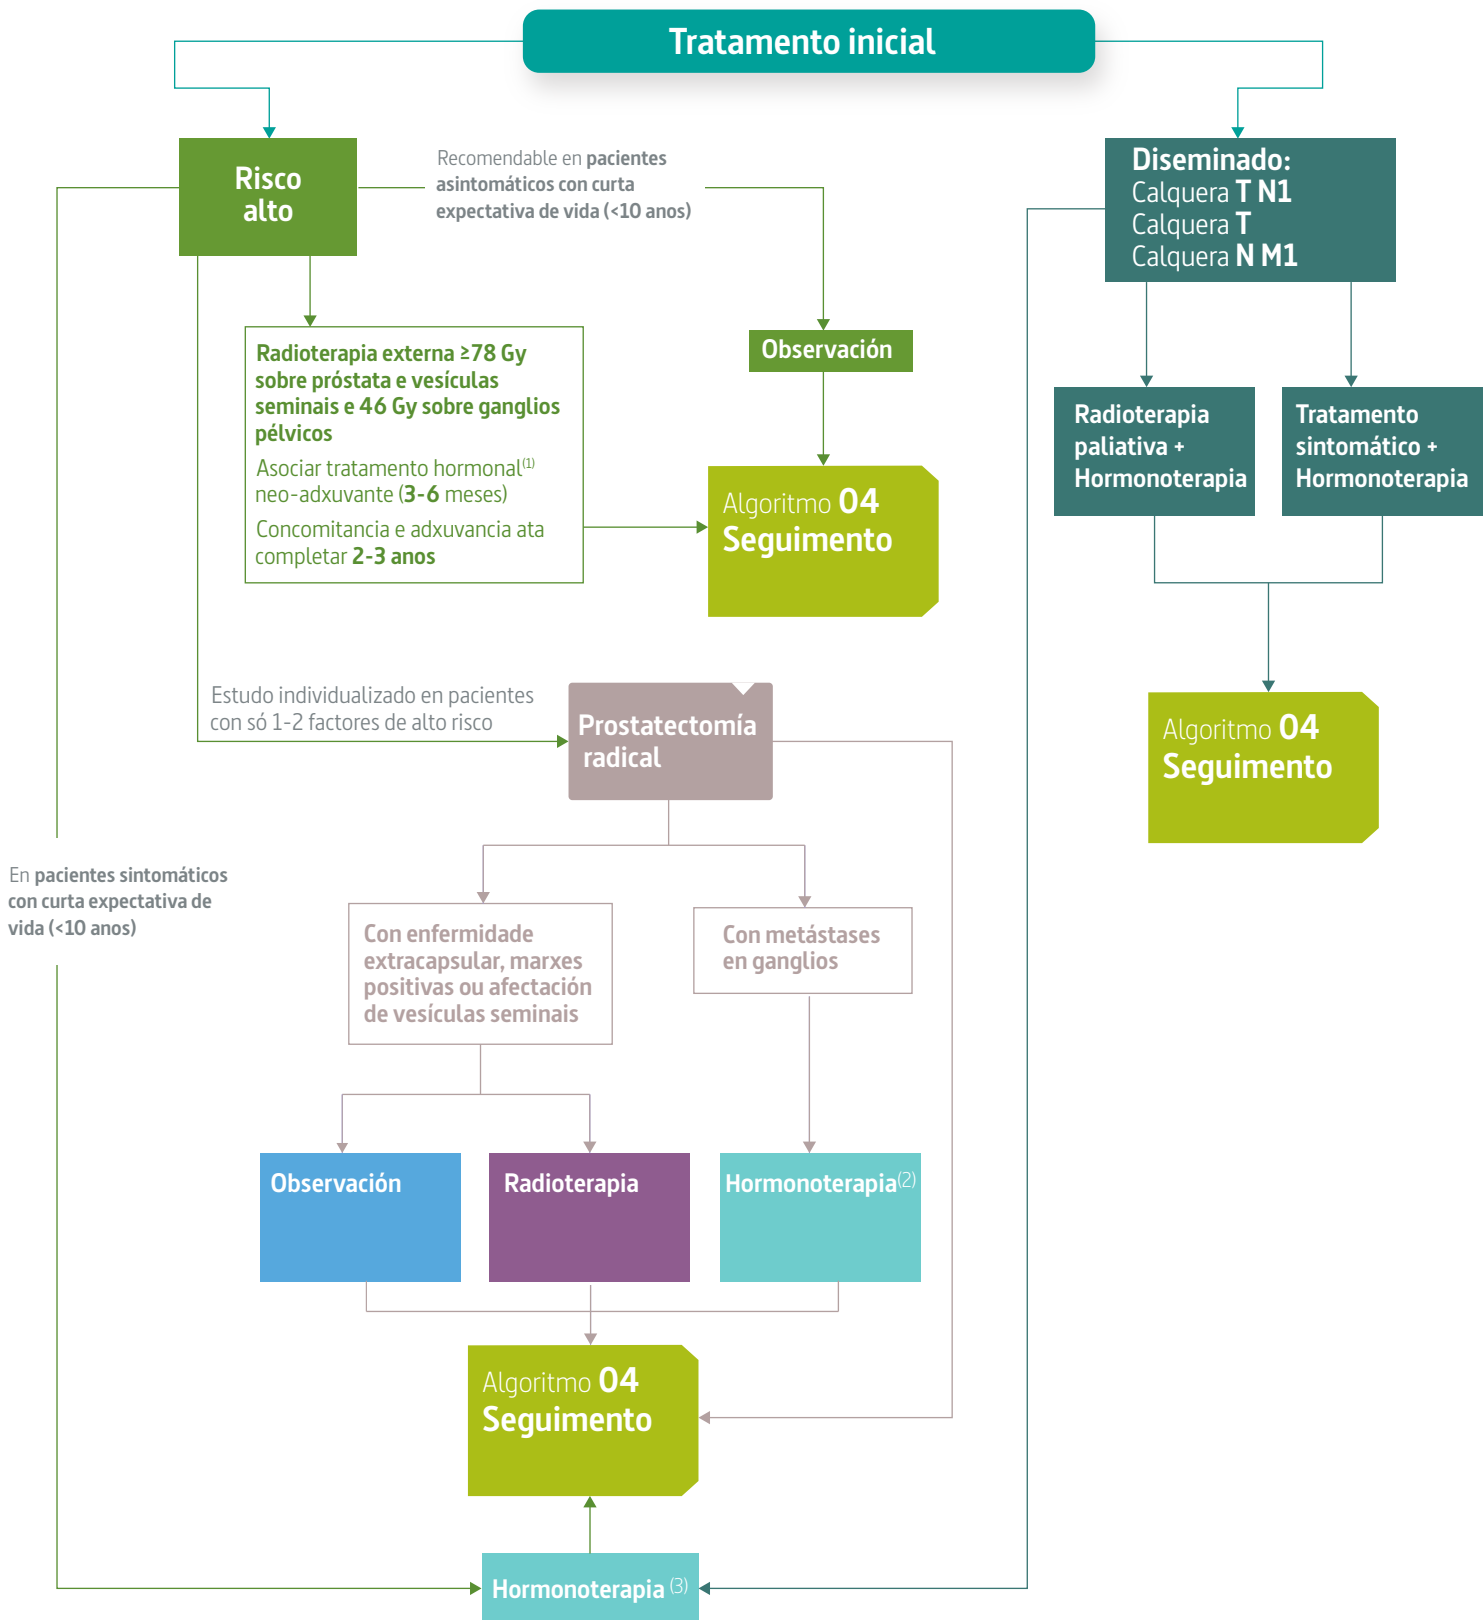 Tratamento inicial
Risco
alto
Recomendable en pacientes
asintomáticos con curta
expectativa de vida (<10 anos)
Diseminado:
Calquera T N1
Calquera T
Calquera N M1
Radioterapia externa ≥78 Gy
sobre próstata e vesículas
seminais e 46 Gy sobre ganglios
pélvicos
Asociar tratamento hormonal(1)
neo-adxuvante (3-6 meses)
Concomitancia e adxuvancia ata
completar 2-3 anos
Observación
Algoritmo 04
Seguimento
Radioterapia
paliativa +
Hormonoterapia
Tratamento
sintomático +
Hormonoterapia
Algoritmo 04
Seguimento
Estudo individualizado en pacientes
con só 1-2 factores de alto risco
Prostatectomía
radical
En pacientes sintomáticos
con curta expectativa de
vida (<10 anos)
Con enfermidade
extracapsular, marxes
positivas ou afectación
de vesículas seminais
Con metástases
en ganglios
Observación
Radioterapia
Hormonoterapia(2)
Algoritmo 04
Seguimento
Hormonoterapia (3)